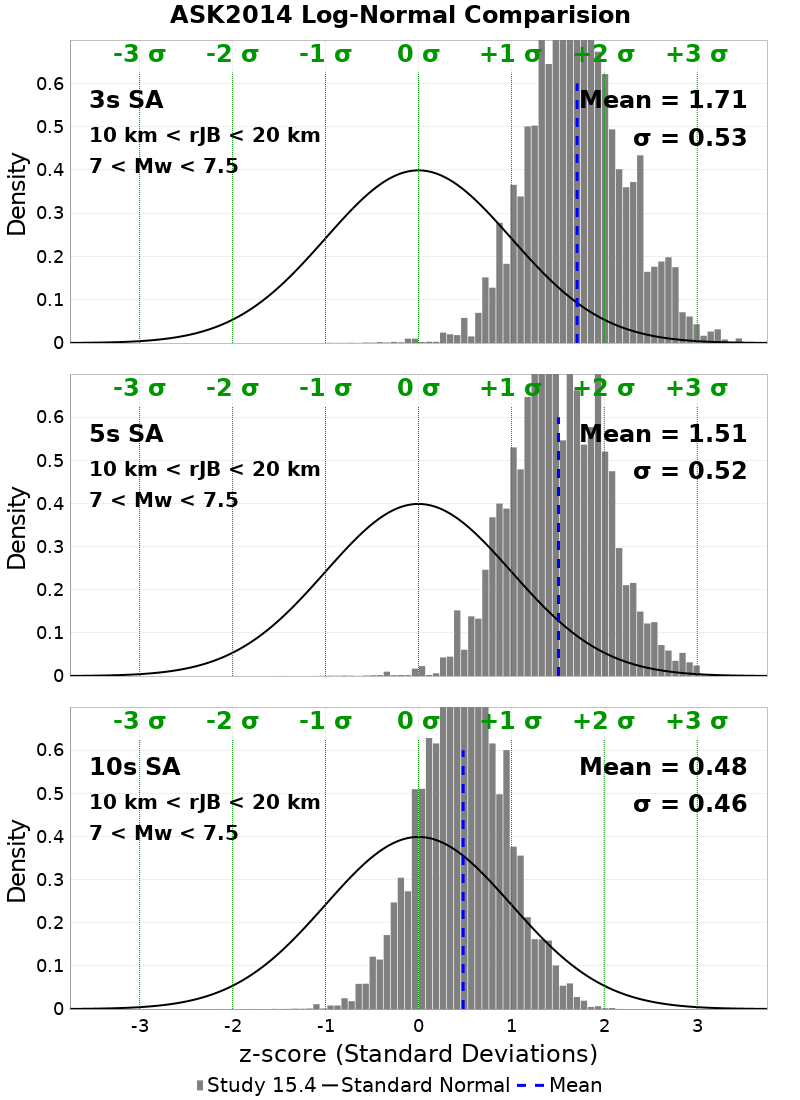 ASK2014 Log-Normal Comparision
-3 σ -2 σ -1 σ 0 σ +1 σ +2 σ +3 σ
0.6
3s SA Mean = 1.71
0.5
10 km < rJB < 20 km σ = 0.53
7 < Mw < 7.5
0.4
Density
0.3
0.2
0.1
0
-3 σ -2 σ -1 σ 0 σ +1 σ +2 σ +3 σ
0.6
5s SA Mean = 1.51
0.5
10 km < rJB < 20 km σ = 0.52
7 < Mw < 7.5
0.4
Density
0.3
0.2
0.1
0
-3 σ -2 σ -1 σ 0 σ +1 σ +2 σ +3 σ
0.6
10s SA Mean = 0.48
0.5
10 km < rJB < 20 km σ = 0.46
7 < Mw < 7.5
0.4
Density
0.3
0.2
0.1
0
-3 -2 -1 0 1 2 3
z-score (Standard Deviations)
Study 15.4 Standard Normal Mean